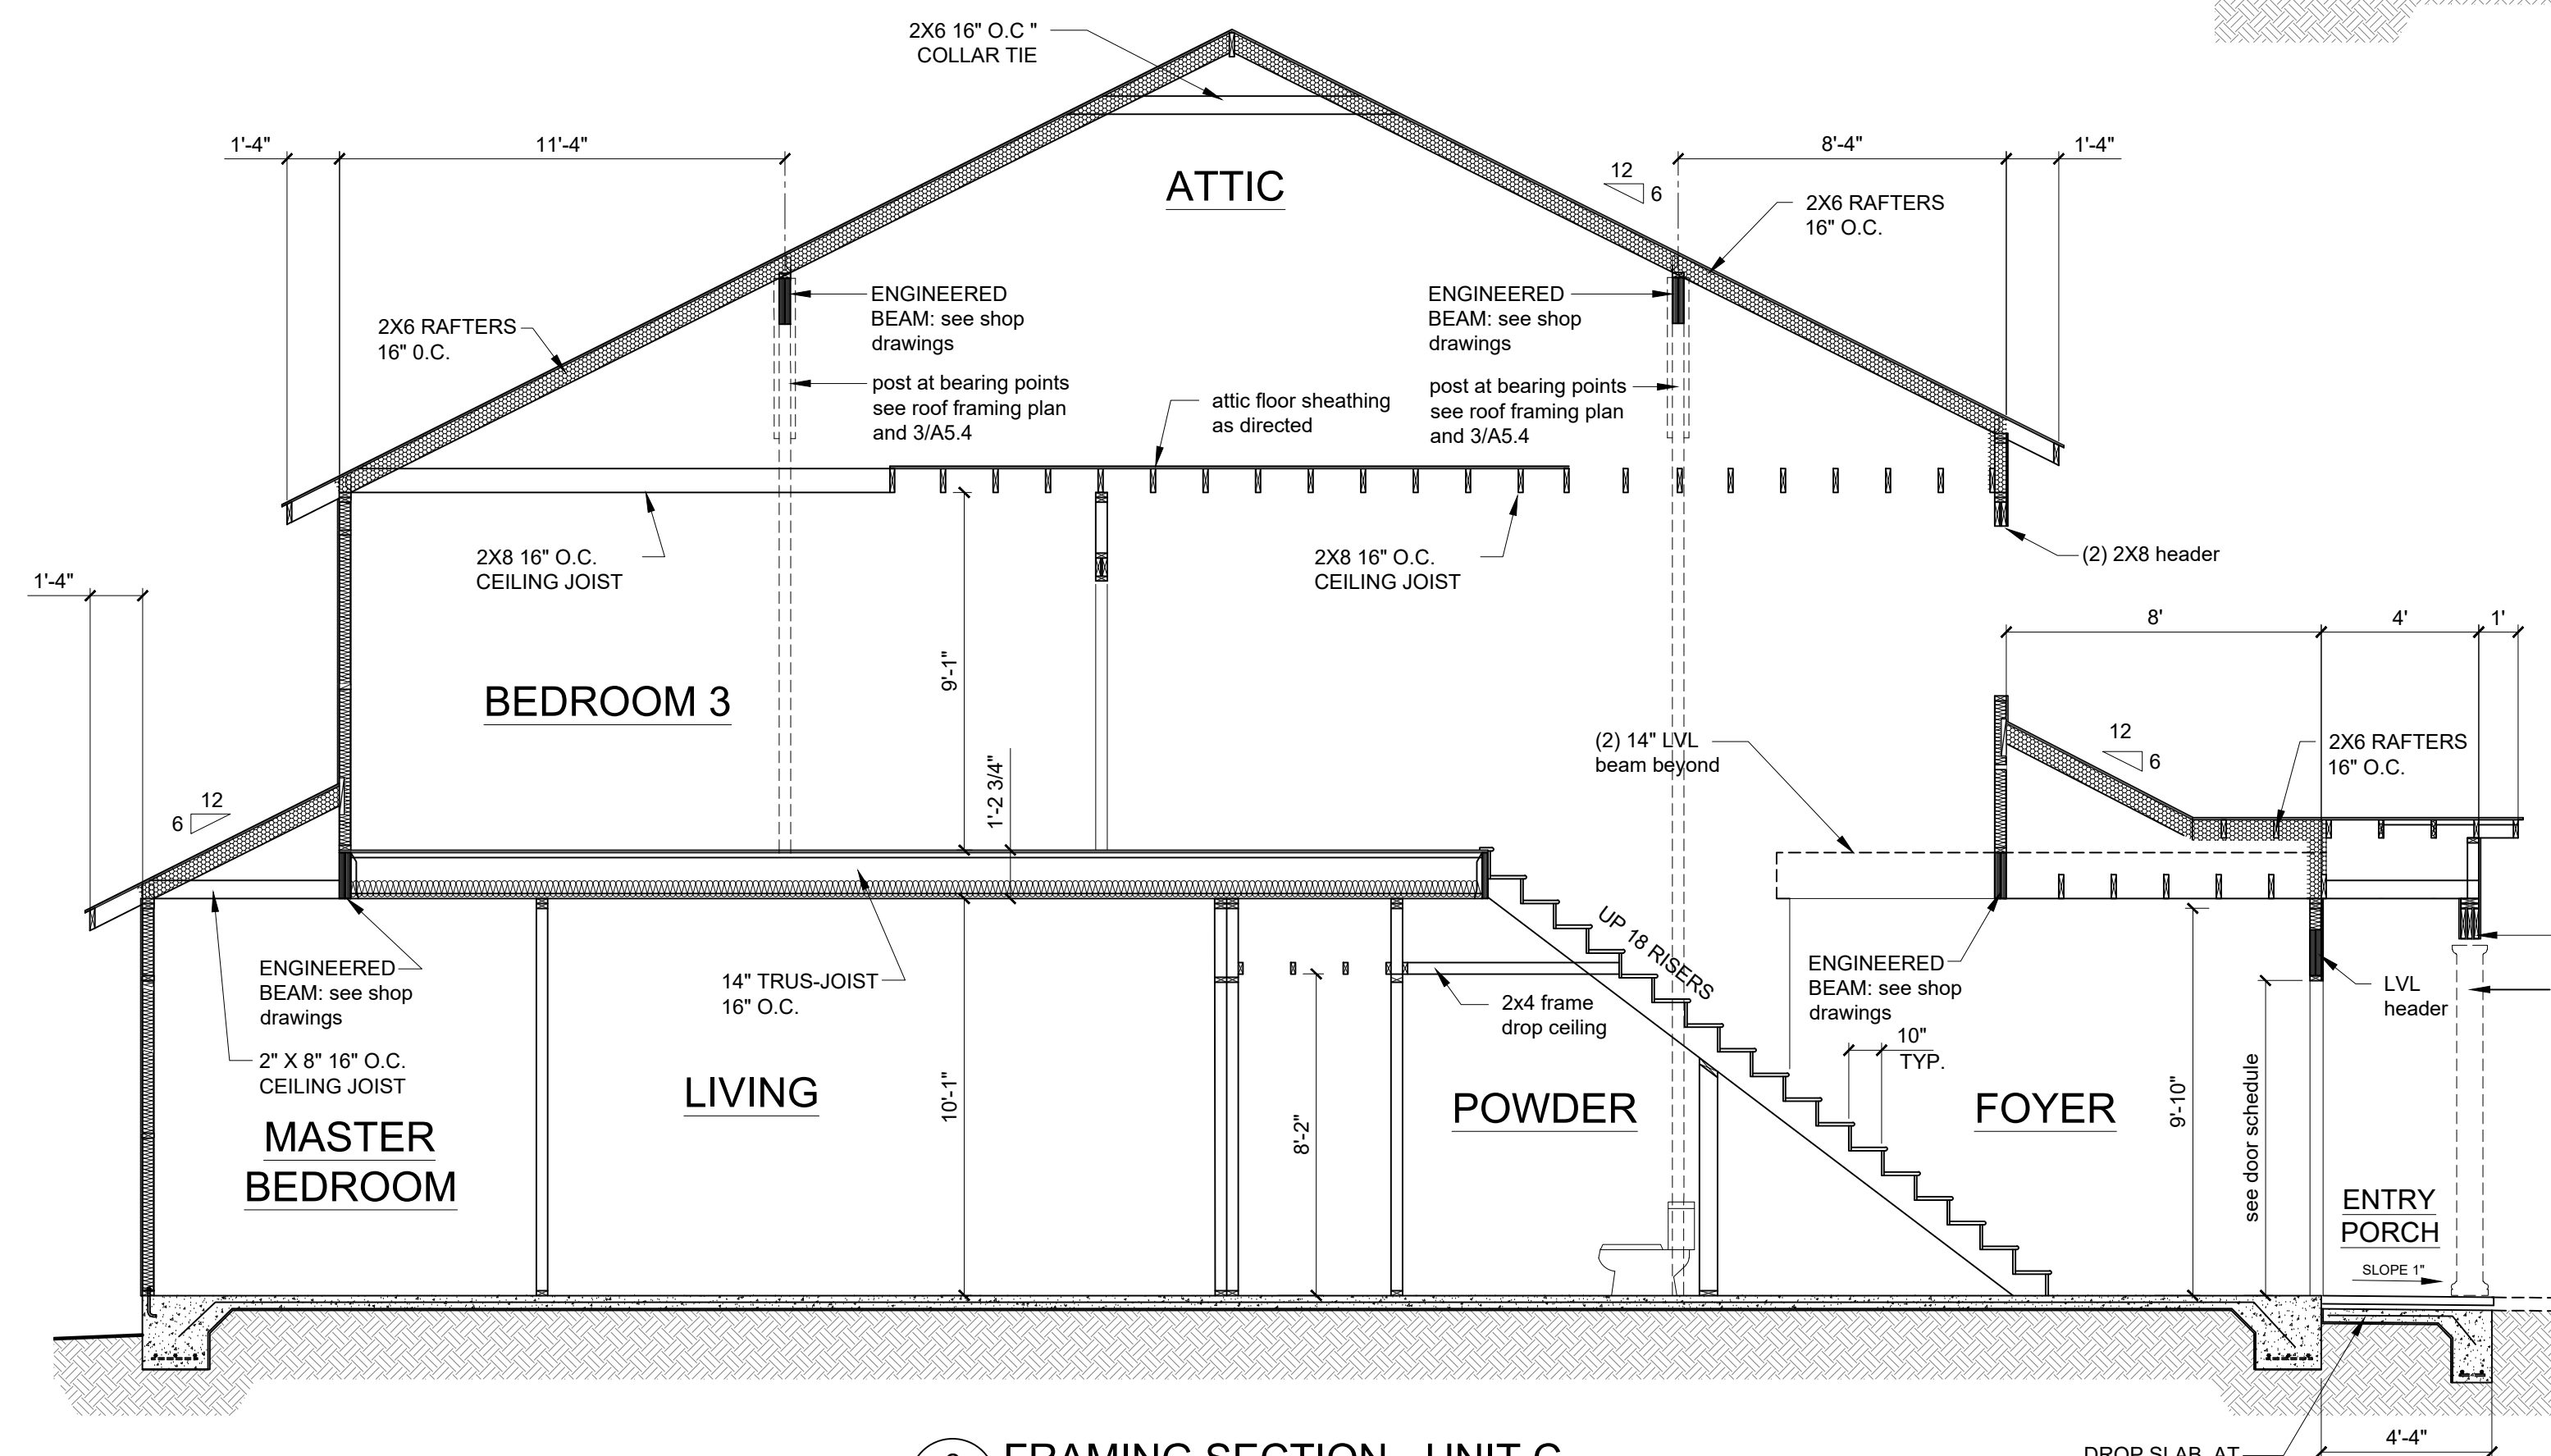 2X6 16" O.C "
COLLAR TIE
1'-4"
11'-4"
8'-4"
1'-4"
12
6
ATTIC
2X6 RAFTERS
16" O.C.
ENGINEERED
BEAM: see shop
drawings
ENGINEERED
BEAM: see shop
drawings
2X6 RAFTERS
16" 0.C.
post at bearing points
see roof framing plan
and 3/A5.4
attic floor sheathing
as directed
post at bearing points
see roof framing plan
and 3/A5.4
2X8 16" O.C.
CEILING JOIST
2X8 16" O.C.
CEILING JOIST
(2) 2X8 header
1'-4"
8'
4'
1'
9'-1"
BEDROOM 3
(2) 14" LVL
beam beyond
12
6
2X6 RAFTERS
16" O.C.
1'-2 3/4"
12
6
UP 18 RISERS
ENGINEERED
BEAM: see shop
drawings
14" TRUS-JOIST
16" O.C.
2x4 frame
drop ceiling
ENGINEERED
BEAM: see shop
drawings
LVL
header
10"
TYP.
2" X 8" 16" O.C.
CEILING JOIST
10'-1"
8'-2"
9'-10"
see door schedule
LIVING
POWDER
FOYER
MASTER
BEDROOM
ENTRY
PORCH
SLOPE 1"
4'-4"
FRAMING SECTION - UNIT C
DROP SLAB AT